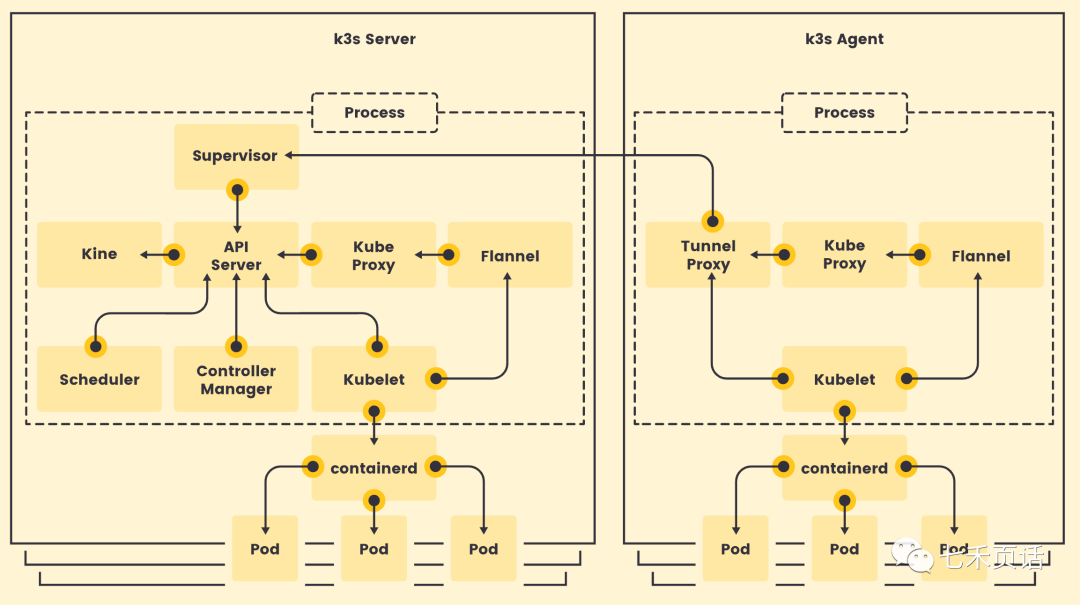 k3s Server
k3s Agent
Process
Process
Supervisor
Kine
API
Server
Kube
Proxy
Flannel
Tunnel
Proxy
Kube
Proxy
Flannel
Scheduler
Controller
Manager
Kubelet
Kubelet
containerd
containerd
Pod
Pod
Pod
Pod
Pod
Pod
七禾页话